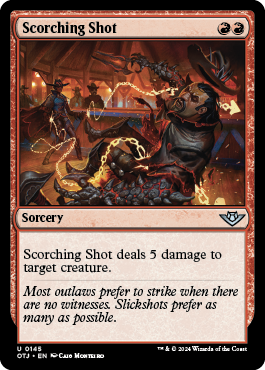 Scorching Shot
Sorcery
Scorching Shot deals 5 damage to
target creature.
Most outlaws prefer to strike when there
are no witnesses. Slickshots prefer as
many as possible.
U 0145
OTJ • EN Caio Monteiro
™ & © 2024 Wizards of the Coast